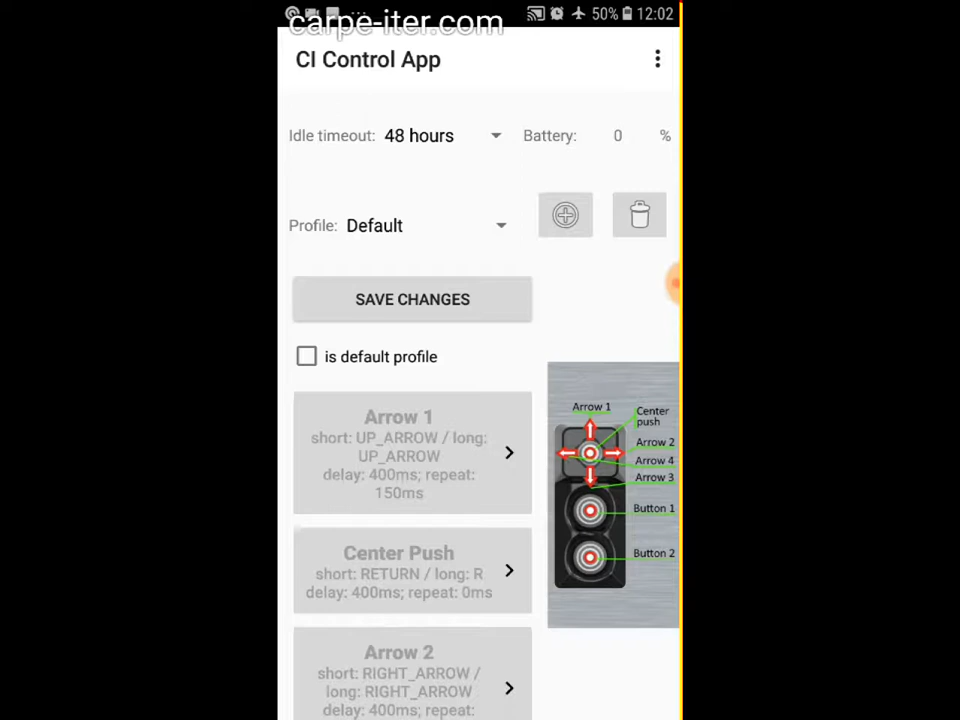 carpe-iter.com
50% 12:02
CI Control App
Idle timeout: 48 hours Battery: 0 %
Profile: Default
SAVE CHANGES
is default profile
Arrow 1
short: UP_ARROW / long:
UP_ARROW
delay: 400ms; repeat:
150ms
Center Push
short: RETURN / long: R
delay: 400ms; repeat: 0ms
Arrow 2
short: RIGHT_ARROW /
long: RIGHT_ARROW
delay: 400ms; repeat:
Arrow 1
Center
push
Arrow 2
Arrow 4
Arrow 3
Button 1
Button 2